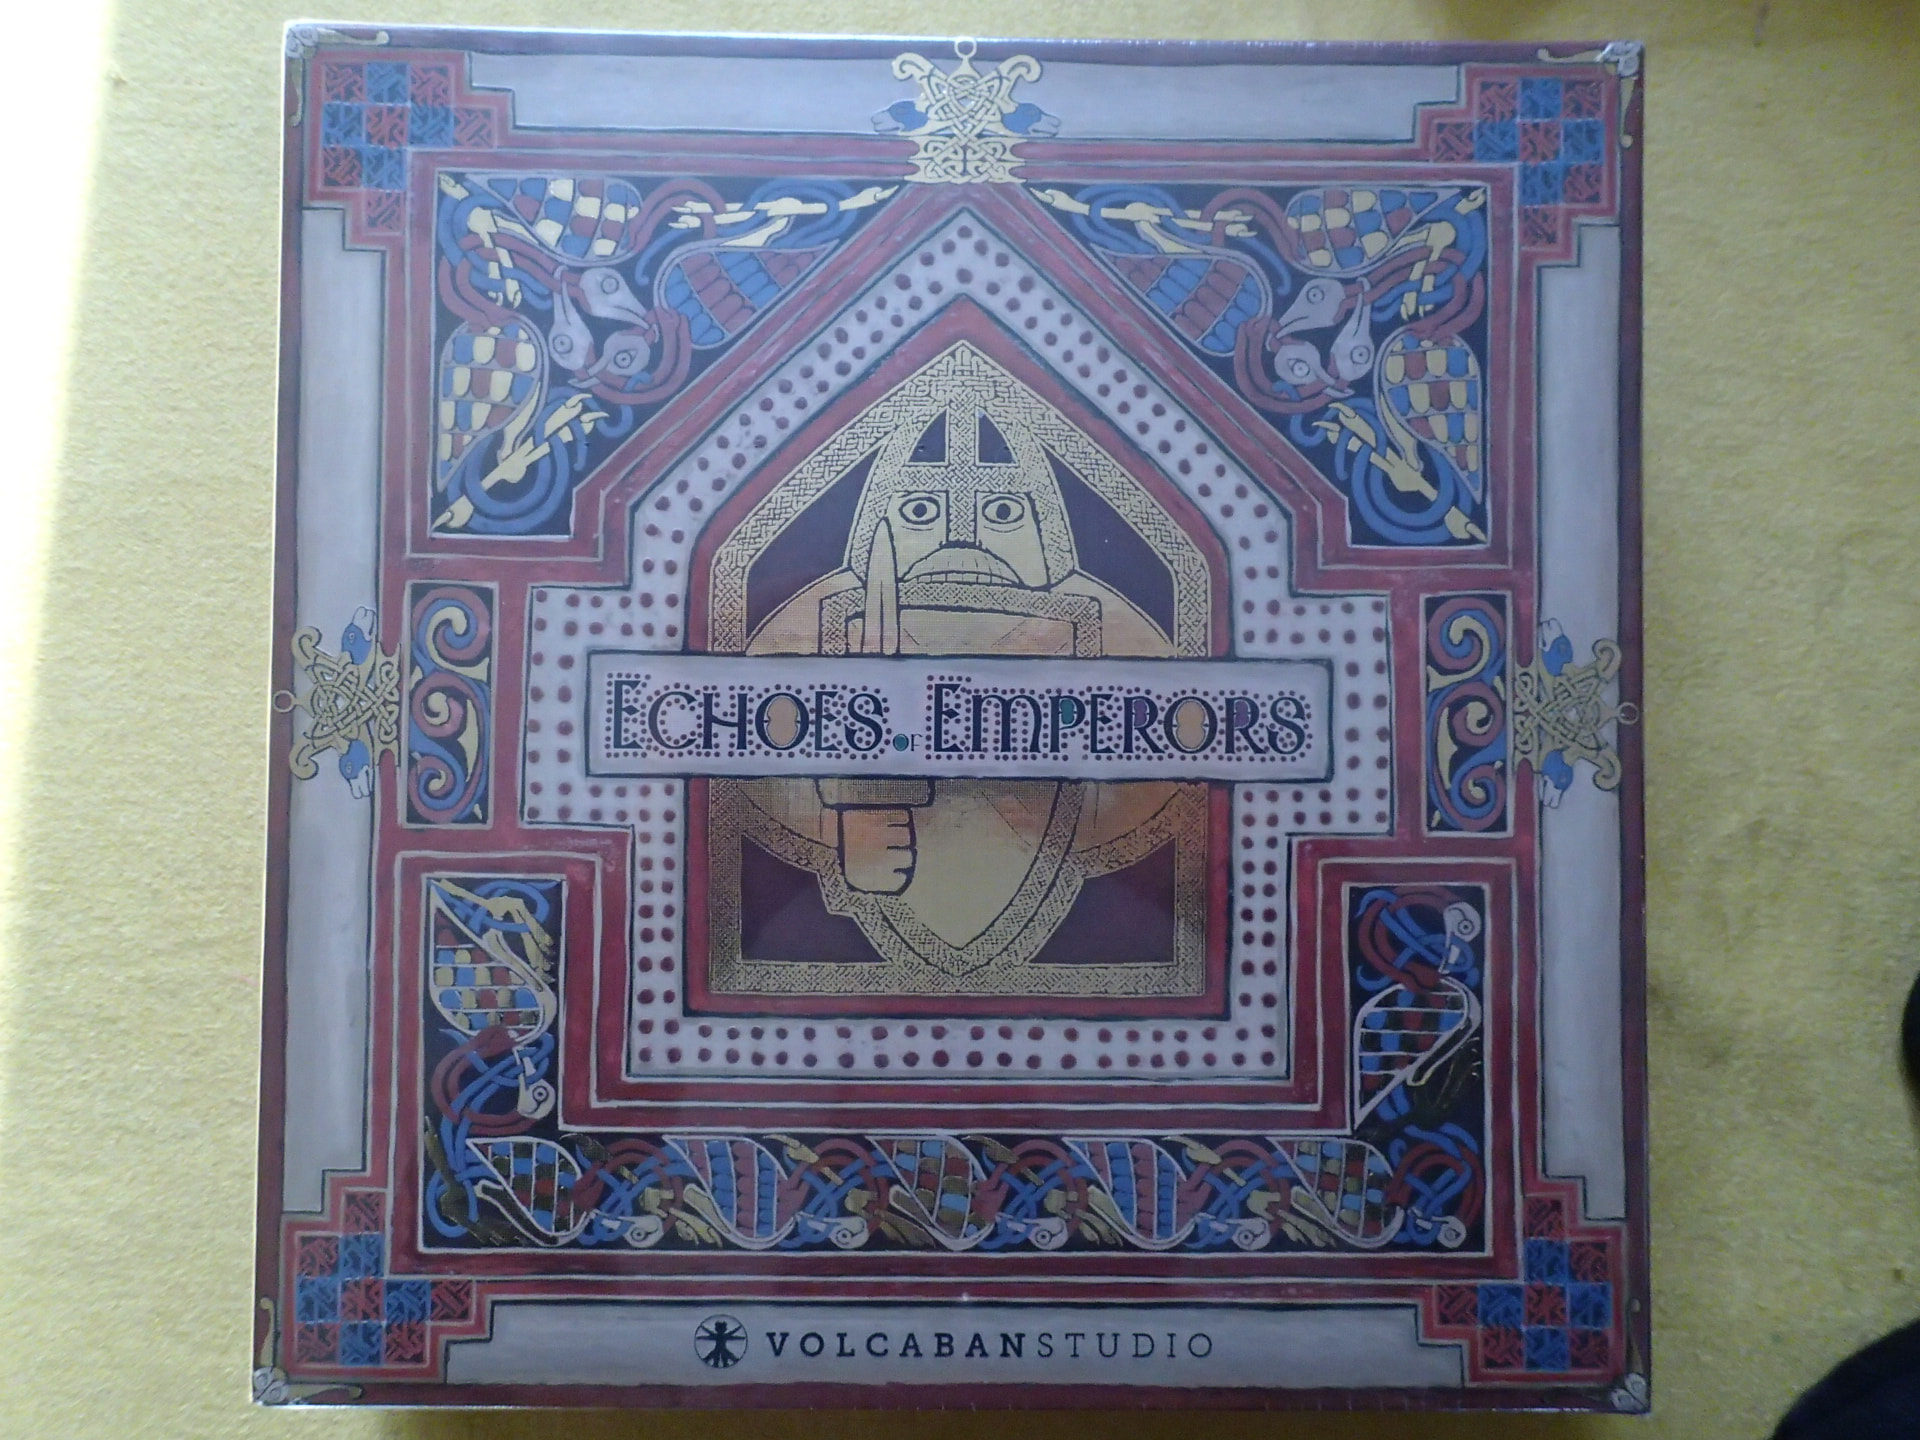 Echoes of Emperors
VOLCABANSTUDIO